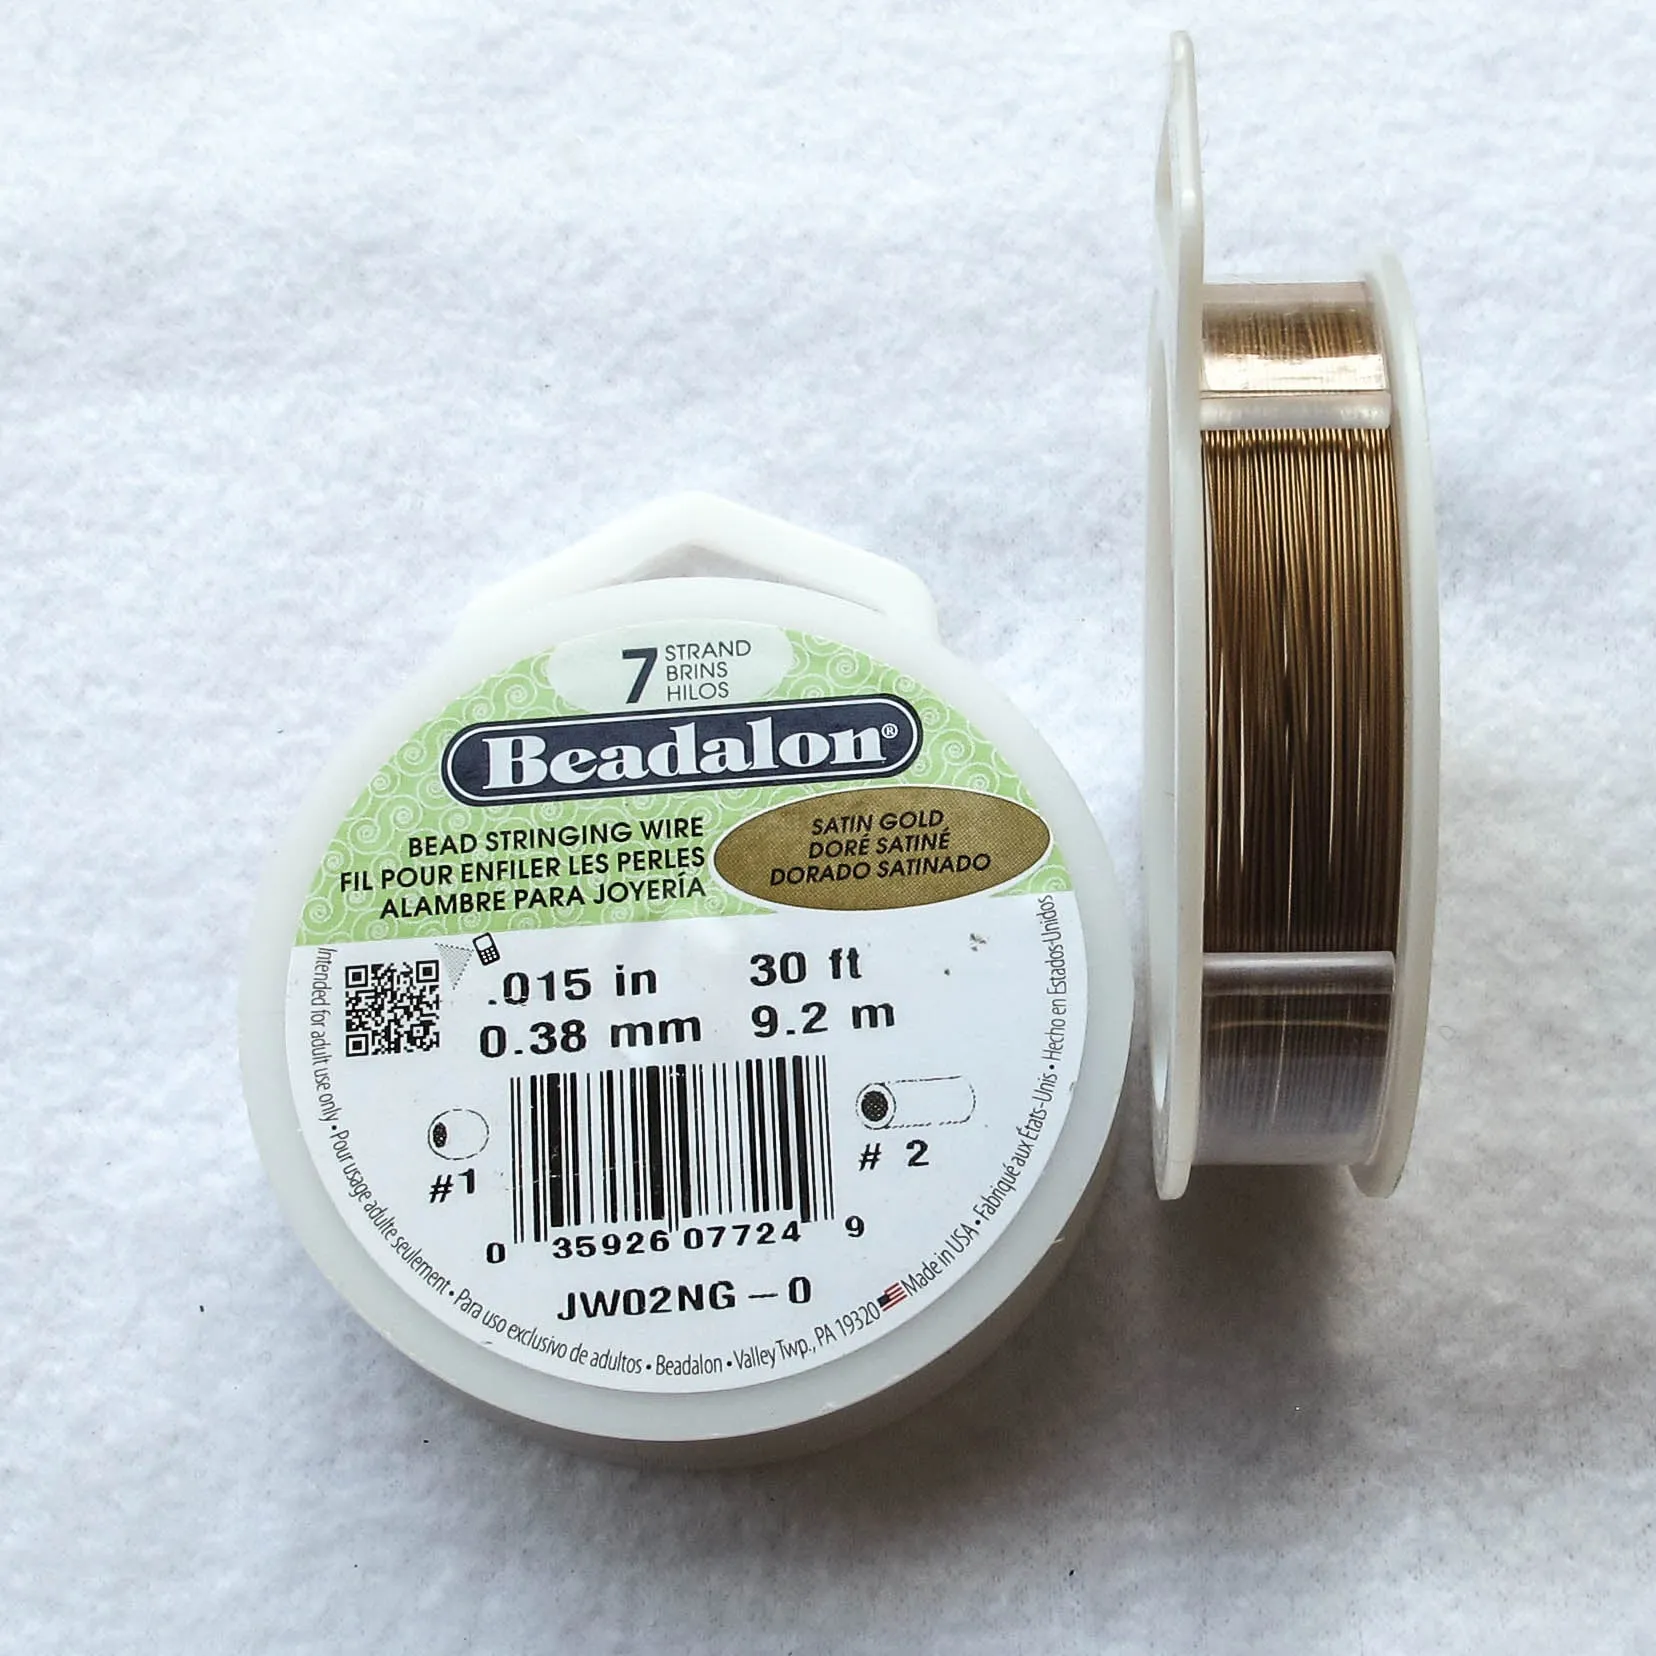 7 STRAND
BRINS
HILOS
Beadalon®
BEAD STRINGING WIRE
FIL POUR ENFILER LES PERLES
ALAMBRE PARA JOYERÍA
SATIN GOLD
DORÉ SATINÉ
DORADO SATINADO
.015 in 30 ft
0.38 mm 9.2 m
#1
# 2
0 35926 07724 9
JW02NG-0
Intended for adult use only • Pour usage adulte seulement • Para uso exclusivo de adultos • Beadalon • Valley Twp., PA 19320 Made in USA • Fabriqué aux États-Unis • Hecho en Estados-Unidos